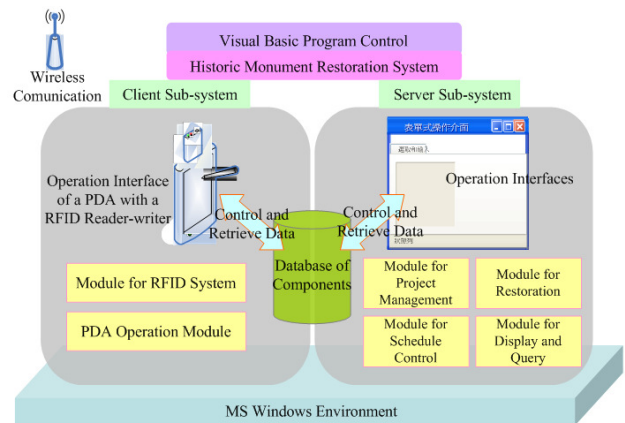 Visual Basic Program Control
Historic Monument Restoration System
Wireless
Comunication
Client Sub-system
Server Sub-system
表單式操作介面
Operation Interface
of a PDA with a
RFID Reader-writer
Operation Interfaces
Control and
Retrieve Data
Control and
Retrieve Data
Database of
Components
Module for RFID System
PDA Operation Module
Module for
Project
Management
Module for
Restoration
Module for
Schedule
Control
Module for
Display and
Query
MS Windows Environment